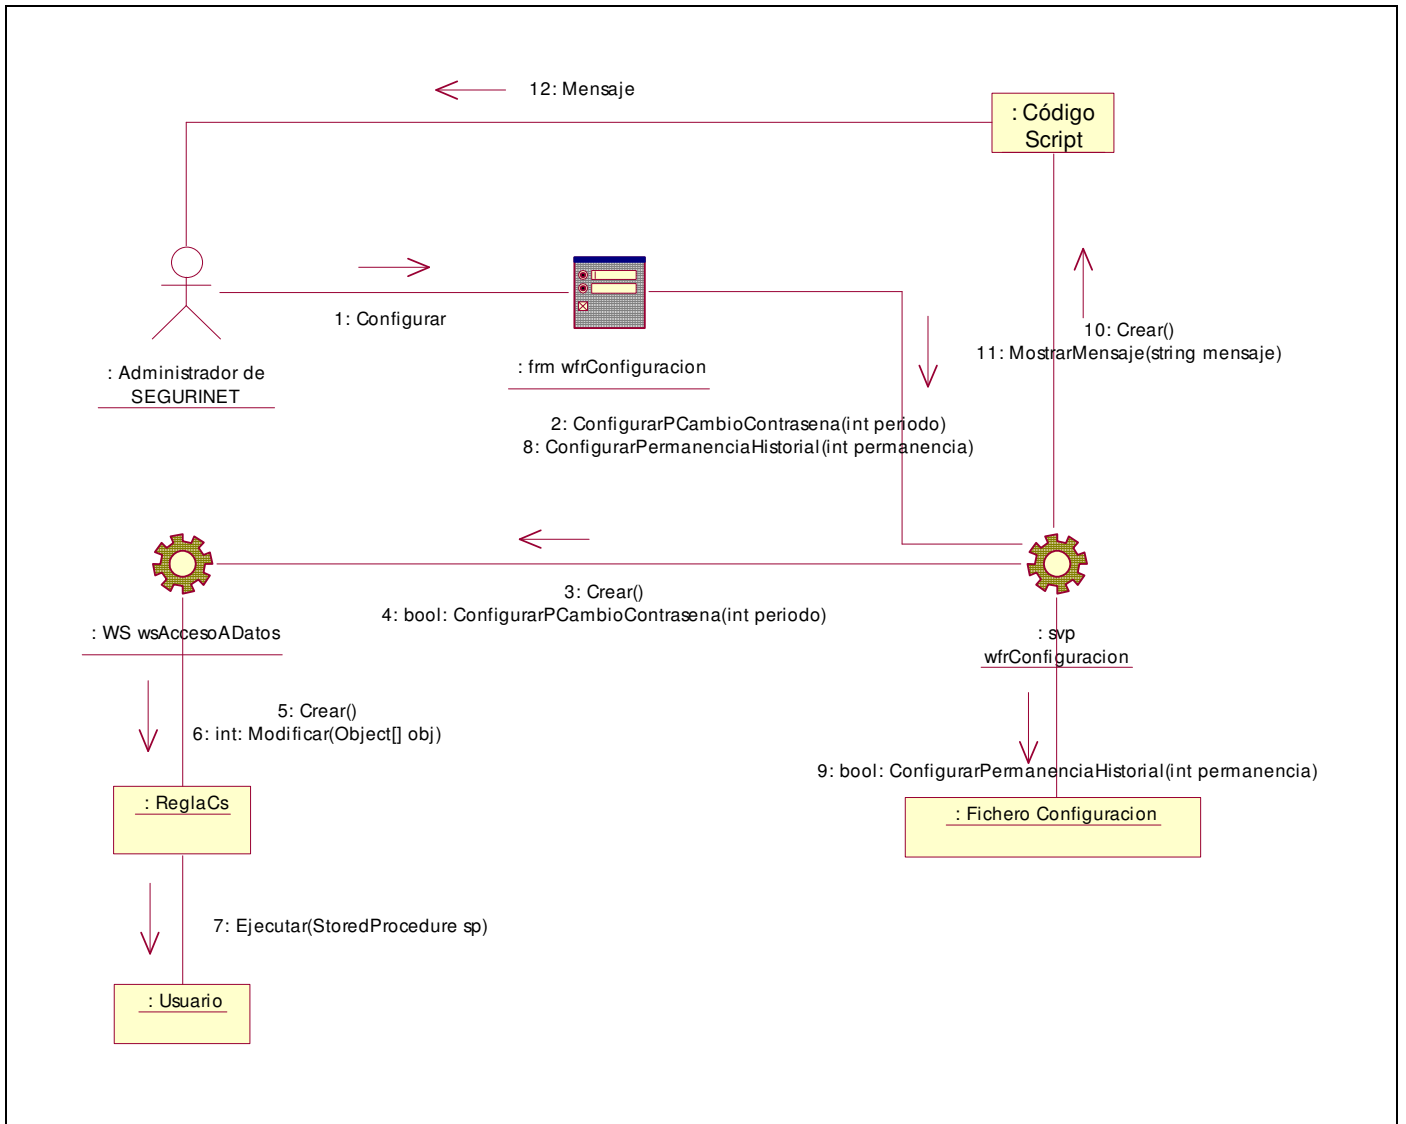 12: Mensaje
: Código
Script
1: Configurar
10: Crear()
11: MostrarMensaje(string mensaje)
: Administrador de
SEGURINET
: frm wfrConfiguracion
2: ConfigurarPCambioContrasena(int periodo)
8: ConfigurarPermanenciaHistorial(int permanencia)
3: Crear()
4: bool: ConfigurarPCambioContrasena(int periodo)
: WS wsAccesoADatos
: svp
wfrConfiguracion
5: Crear()
6: int: Modificar(Object[] obj)
9: bool: ConfigurarPermanenciaHistorial(int permanencia)
: ReglaCs
: Fichero Configuracion
7: Ejecutar(StoredProcedure sp)
: Usuario